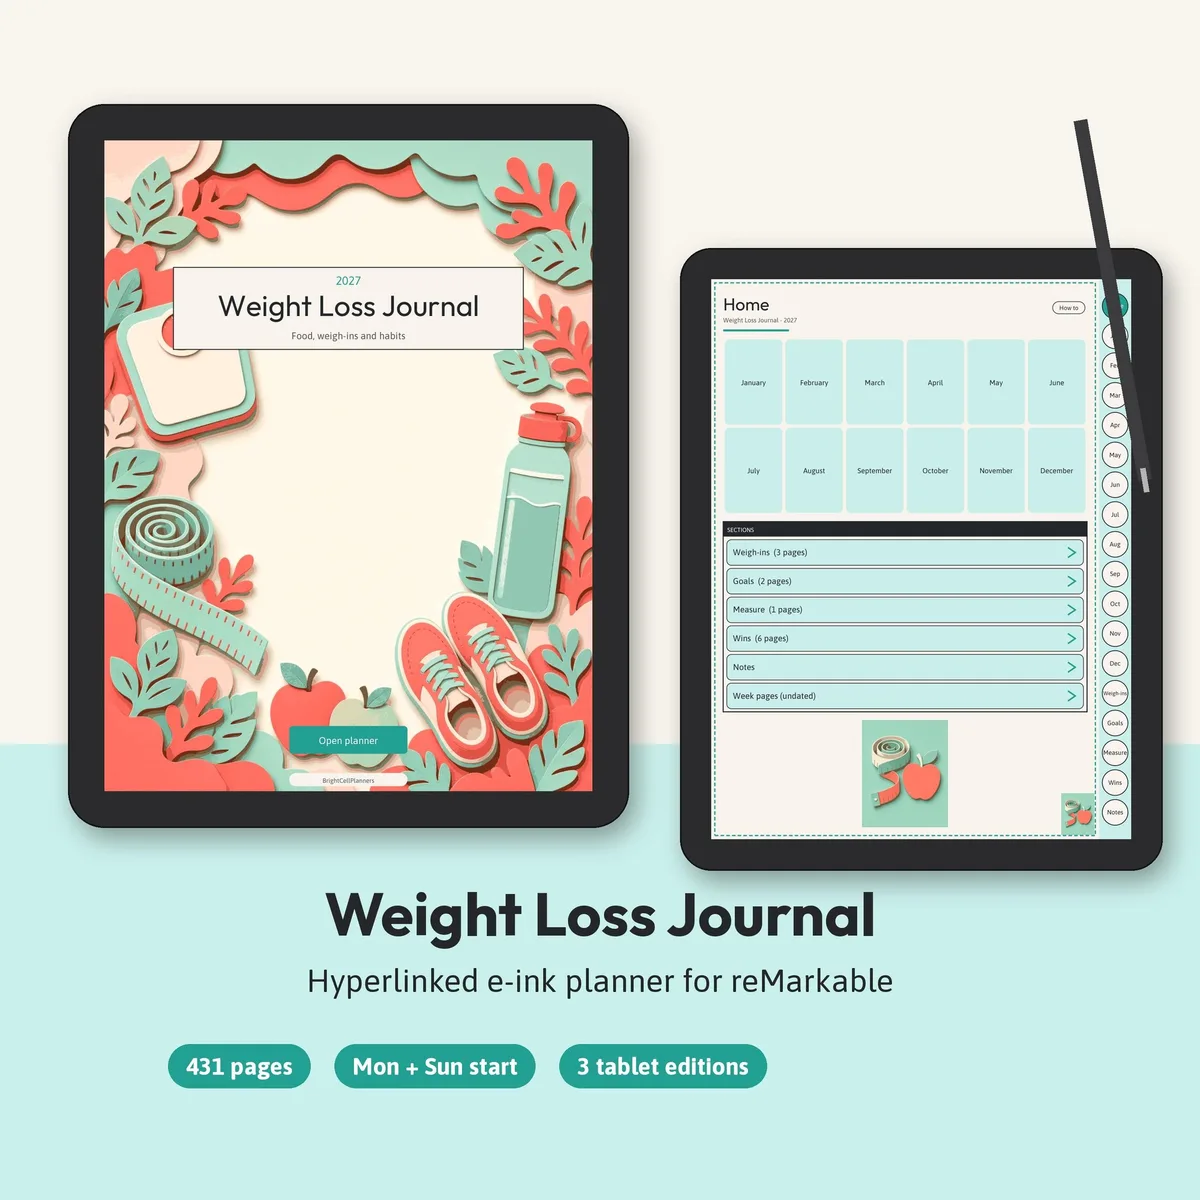 2027
Weight Loss Journal
Food, weigh-ins and habits
Open planner
BrightCellPlanners
Home
Weight Loss Journal - 2027
How to
January
February
March
April
May
June
July
August
September
October
November
December
SECTIONS
Weigh-ins (3 pages)
Goals (2 pages)
Measure (1 pages)
Wins (6 pages)
Notes
Week pages (undated)
Mar
Apr
May
Jun
Jul
Aug
Sep
Oct
Nov
Dec
Weigh-ins
Goals
Measure
Wins
Notes
Weight Loss Journal
Hyperlinked e-ink planner for reMarkable
431 pages
Mon + Sun start
3 tablet editions